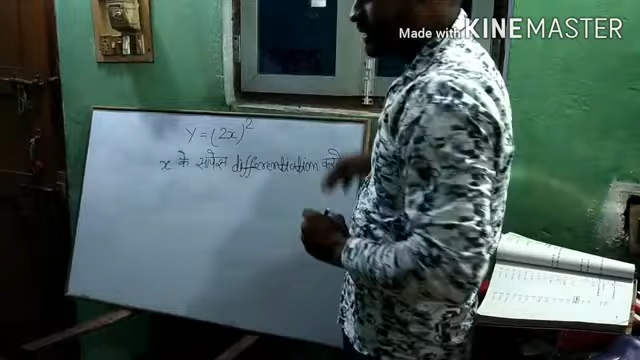 Made with KINEMASTER
Y = (2x)²
x के सापेक्ष differentiation करो